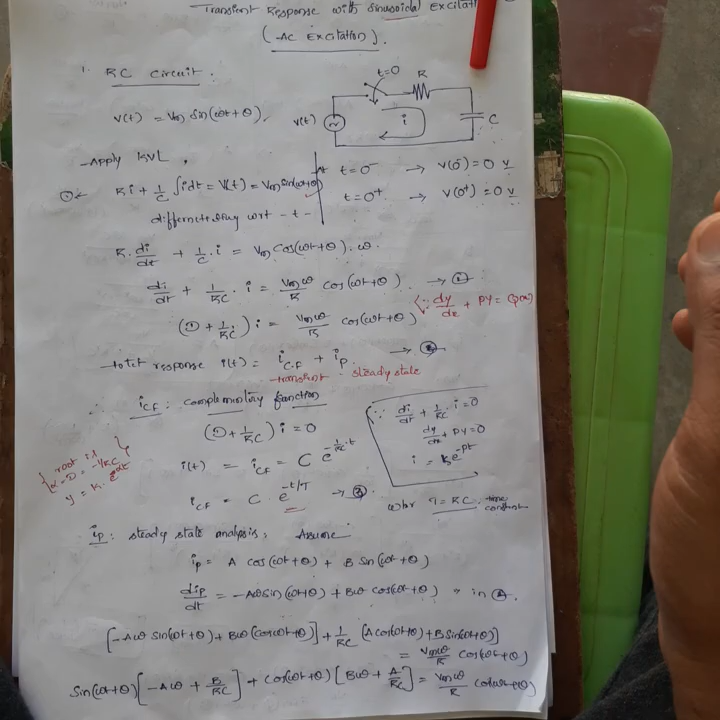 Transient Response with sinusoidal Excitati
(AC Excitation).
1. RC Circuit.
t=0
R
v(t) = Vm Sin(ωt+θ).
v(t)
i
C
-Apply KVL,
At t=0⁻ → v(0⁻)=0 v
① Ri + 1/C ∫idt = V(t) = Vm sin(ωt+θ)
t=0⁺ → v(0⁺)=0 v
differentiating wrt -t-
R. di/dt + 1/C . i = Vm Cos(ωt+θ). ω.
di/dt + 1/RC . i = Vmω/R cos(ωt+θ). →
(∵ dy/dx + PY = Q(x))
(D + 1/RC) i = Vmω/R cos(ωt+θ)
total response i(t) = iC.F + iP. →
transient steady state
∴ iCF : complementary function
(D + 1/RC) i = 0
∵ di/dt + 1/RC . i = 0
dy/dx + PY = 0
i = ke^-pt
{ root is
α = D = -1/RC }
y = K. e^αt
i(t) = iCF = C e^-1/RC . t
iCF = C . e^-t/τ →
τ = RC. time constant
ip : steady state analysis : Assume
ip = A cos(ωt+θ) + B Sin(ωt+θ)
dip/dt = -Aω sin(ωt+θ) + Bω cos(ωt+θ) in
[-Aω Sin(ωt+θ) + Bω (cos(ωt+θ)] + 1/RC [A cos(ωt+θ) + B Sin(ωt+θ)]
= Vmω/R cos(ωt+θ)
Sin(ωt+θ) [-Aω + B/RC] + cos(ωt+θ) [Bω + A/RC] = Vmω/R cos(ωt+θ)